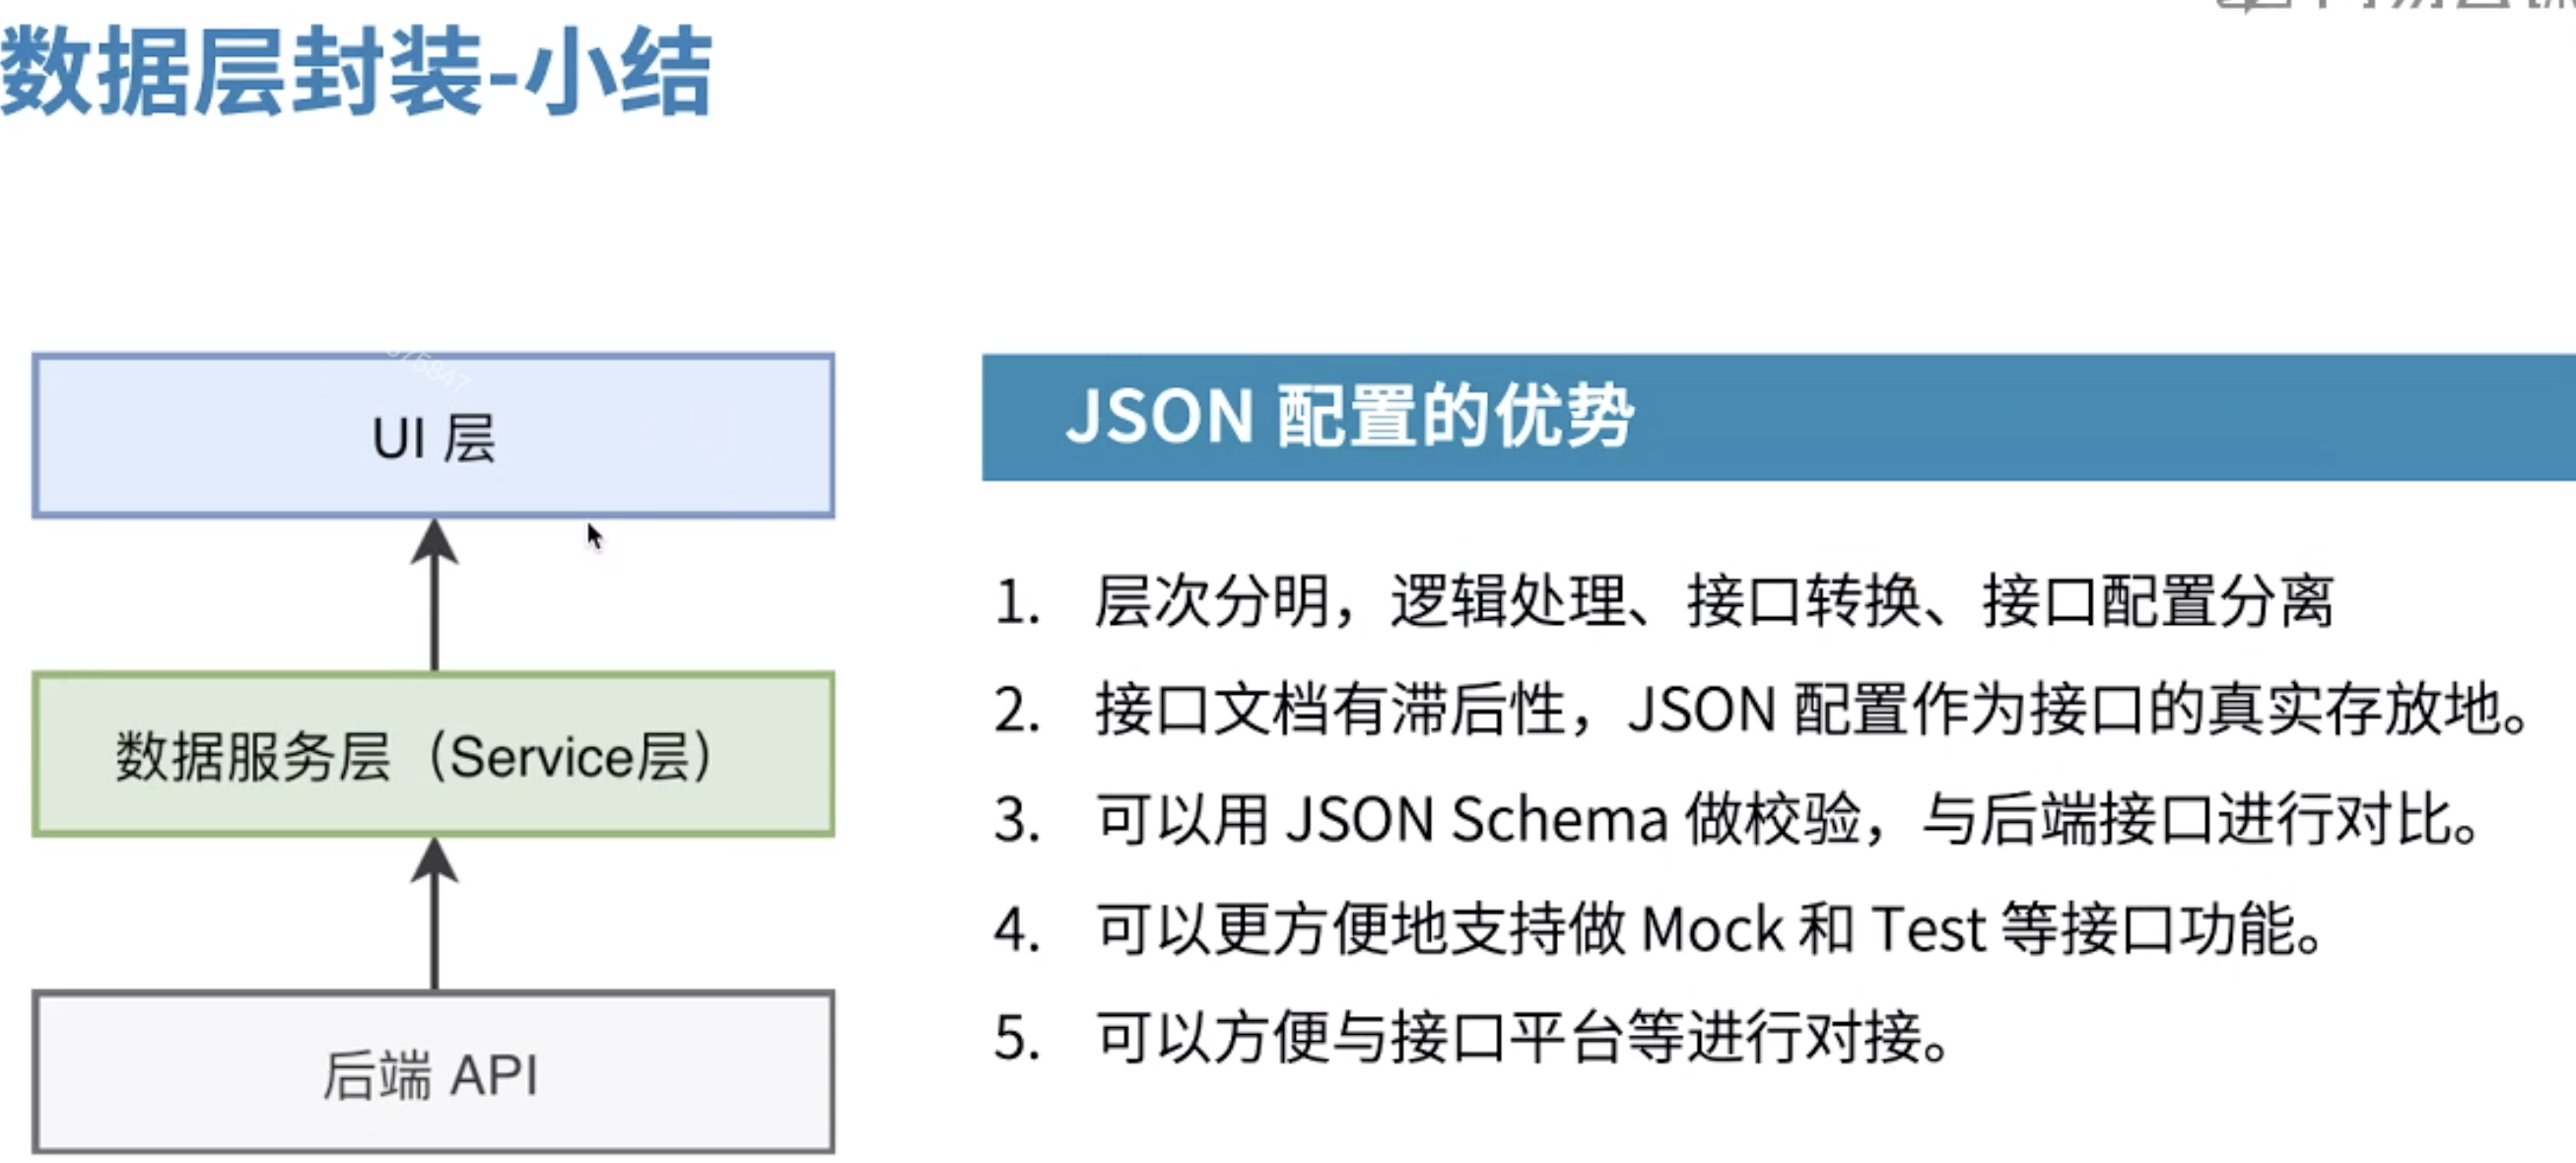 数据层封装-小结
UI 层
数据服务层（Service层）
后端 API
JSON 配置的优势
1. 层次分明，逻辑处理、接口转换、接口配置分离
2. 接口文档有滞后性，JSON 配置作为接口的真实存放地。
3. 可以用 JSON Schema 做校验，与后端接口进行对比。
4. 可以更方便地支持做 Mock 和 Test 等接口功能。
5. 可以方便与接口平台等进行对接。